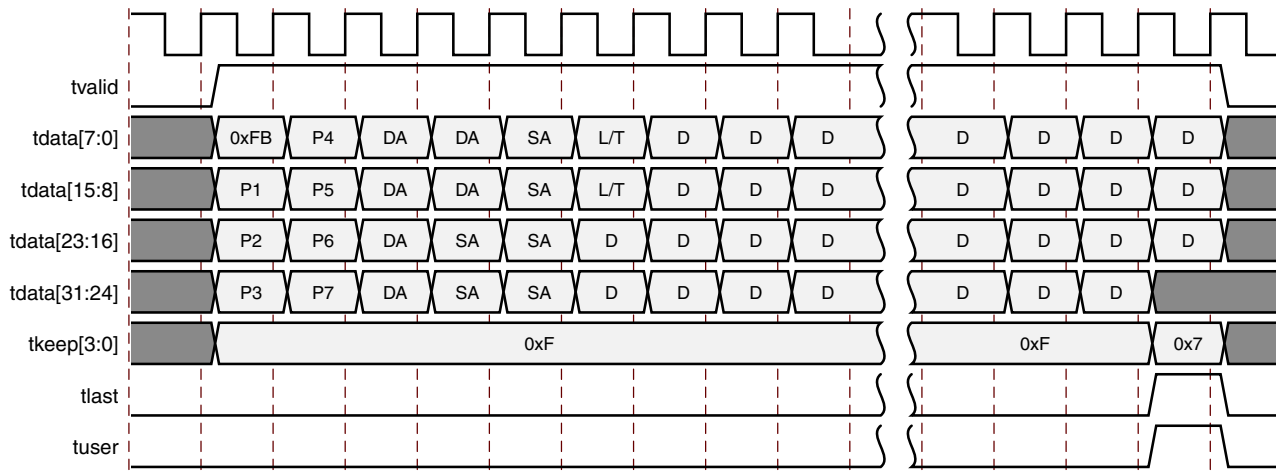 tvalid
tdata[7:0] 0xFB P4 DA DA SA L/T D D D D D D D
tdata[15:8] P1 P5 DA DA SA L/T D D D D D D D
tdata[23:16] P2 P6 DA SA SA D D D D D D D D
tdata[31:24] P3 P7 DA SA SA D D D D D D D
tkeep[3:0] 0xF 0xF 0x7
tlast
tuser